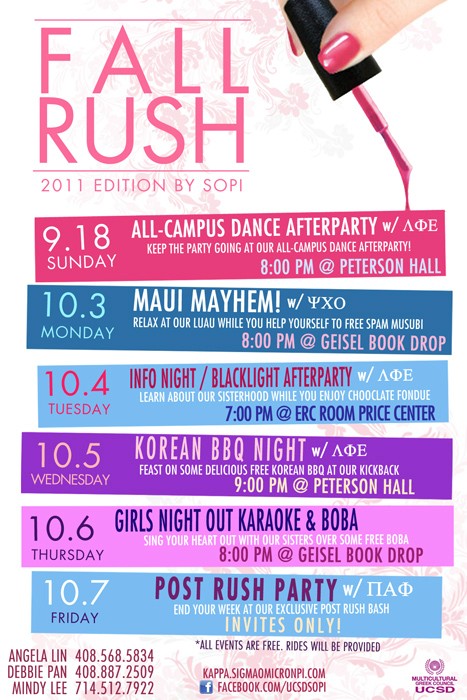 FALL
RUSH
2011 EDITION BY SOPI
9.18
SUNDAY
ALL-CAMPUS DANCE AFTERPARTY w/ ΛΦΕ
KEEP THE PARTY GOING AT OUR ALL-CAMPUS DANCE AFTERPARTY!
8:00 PM @ PETERSON HALL
10.3
MONDAY
MAUI MAYHEM! w/ ΨΧΟ
RELAX AT OUR LUAU WHILE YOU HELP YOURSELF TO FREE SPAM MUSUBI
8:00 PM @ GEISEL BOOK DROP
10.4
TUESDAY
INFO NIGHT / BLACKLIGHT AFTERPARTY w/ ΛΦΕ
LEARN ABOUT OUR SISTERHOOD WHILE YOU ENJOY CHOOCLATE FONDUE
7:00 PM @ ERC ROOM PRICE CENTER
10.5
WEDNESDAY
KOREAN BBQ NIGHT w/ ΛΦΕ
FEAST ON SOME DELICIOUS FREE KOREAN BBQ AT OUR KICKBACK
9:00 PM @ PETERSON HALL
10.6
THURSDAY
GIRLS NIGHT OUT KARAOKE & BOBA
SING YOUR HEART OUT WITH OUR SISTERS OVER SOME FREE BOBA
8:00 PM @ GEISEL BOOK DROP
10.7
FRIDAY
POST RUSH PARTY w/ ΠΑΦ
END YOUR WEEK AT OUR EXCLUSIVE POST RUSH BASH
INVITES ONLY!
*ALL EVENTS ARE FREE. RIDES WILL BE PROVIDED
ANGELA LIN 408.568.5834
DEBBIE PAN 408.887.2509
MINDY LEE 714.512.7922
KAPPA.SIGMAOMICRONPI.COM
f FACEBOOK.COM/UCSDSOPI
MULTICULTURAL
GREEK COUNCIL
UCSD